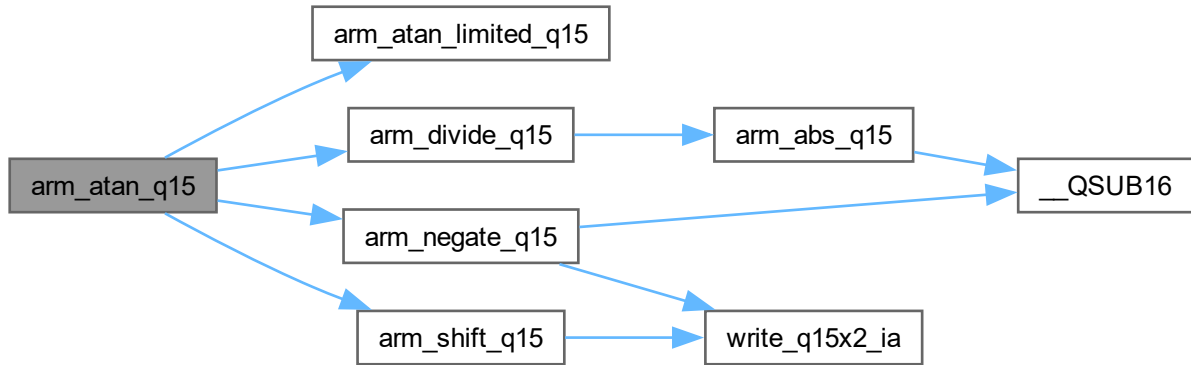 arm_atan_limited_q15
arm_divide_q15
arm_abs_q15
arm_atan_q15
__QSUB16
arm_negate_q15
arm_shift_q15
write_q15x2_ia